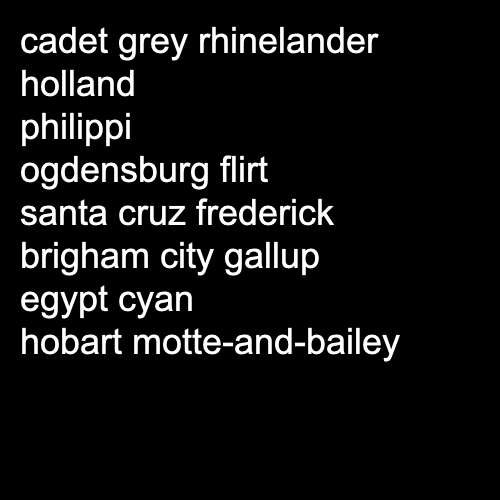 cadet grey rhinelander
holland
philippi
ogdensburg flirt
santa cruz frederick
brigham city gallup
egypt cyan
hobart motte-and-bailey